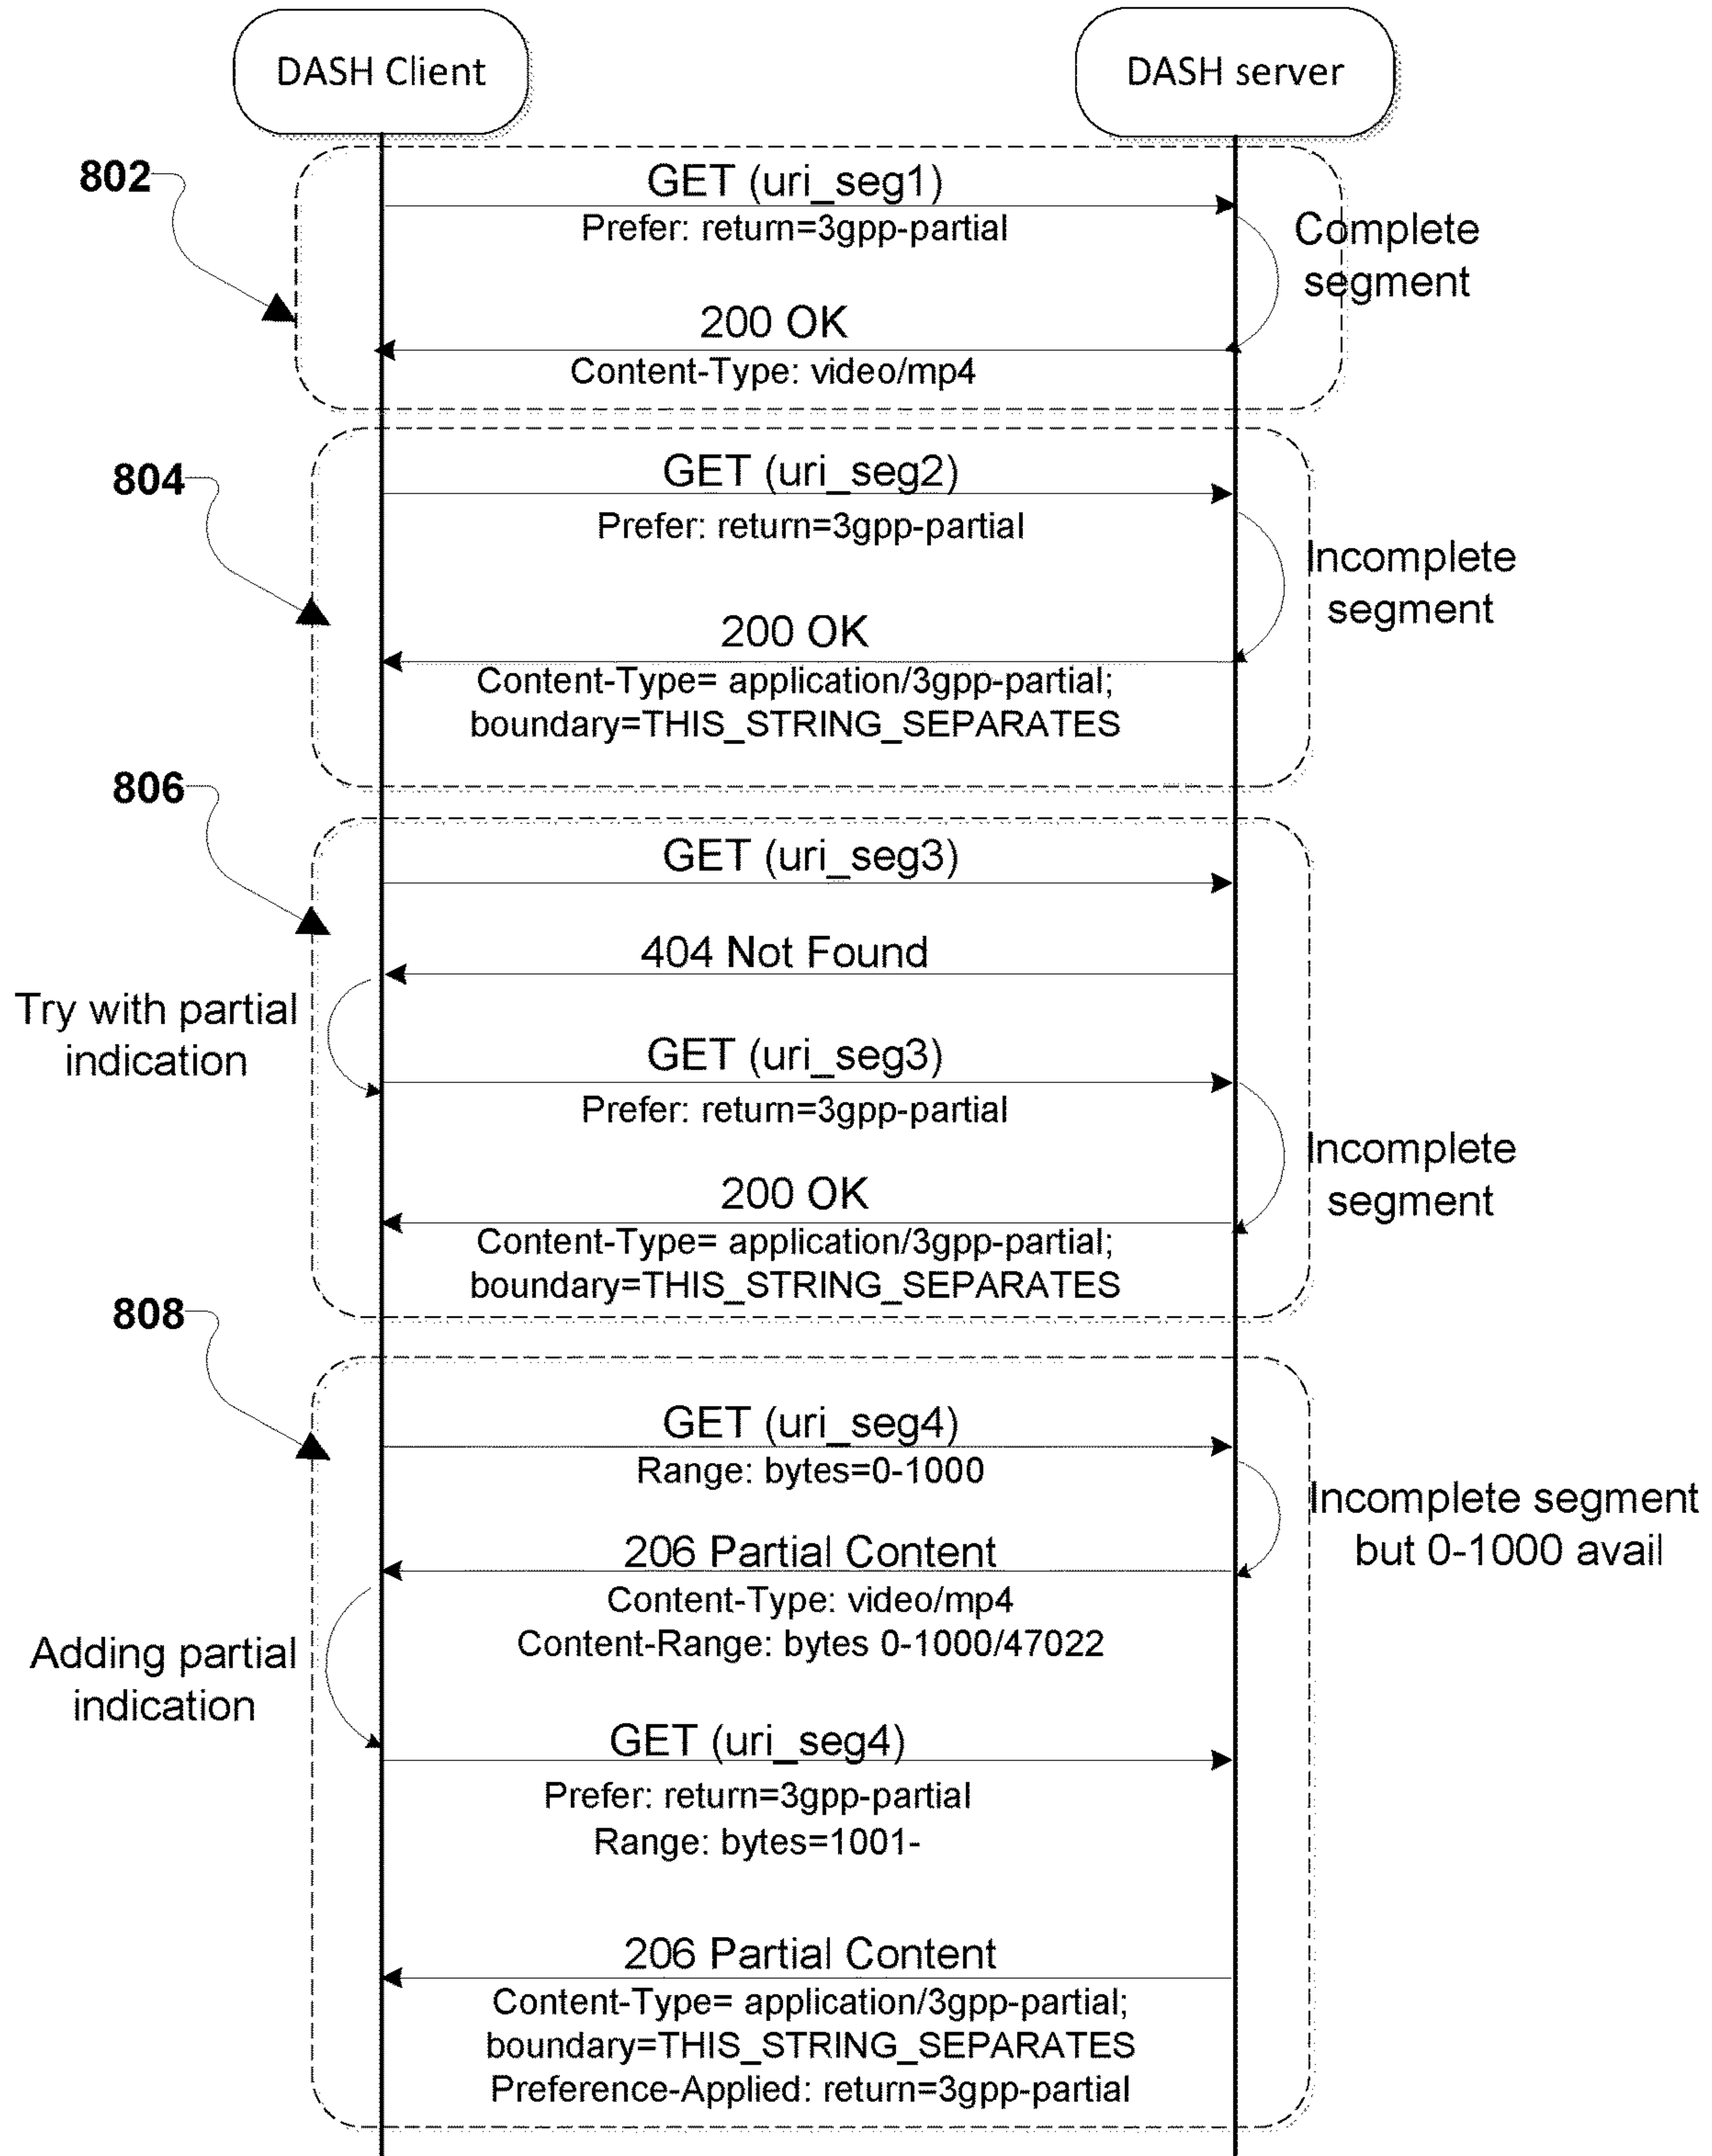 DASH Client
DASH server
802
GET (uri_seg1)
Prefer: return=3gpp-partial
Complete
segment
200 OK
Content-Type: video/mp4
804
GET (uri_seg2)
Prefer: return=3gpp-partial
Incomplete
segment
200 OK
Content-Type= application/3gpp-partial;
boundary=THIS_STRING_SEPARATES
806
GET (uri_seg3)
404 Not Found
Try with partial
indication
GET (uri_seg3)
Prefer: return=3gpp-partial
Incomplete
segment
200 OK
Content-Type= application/3gpp-partial;
boundary=THIS_STRING_SEPARATES
808
GET (uri_seg4)
Range: bytes=0-1000
Incomplete segment
but 0-1000 avail
206 Partial Content
Content-Type: video/mp4
Content-Range: bytes 0-1000/47022
Adding partial
indication
GET (uri_seg4)
Prefer: return=3gpp-partial
Range: bytes=1001-
206 Partial Content
Content-Type= application/3gpp-partial;
boundary=THIS_STRING_SEPARATES
Preference-Applied: return=3gpp-partial